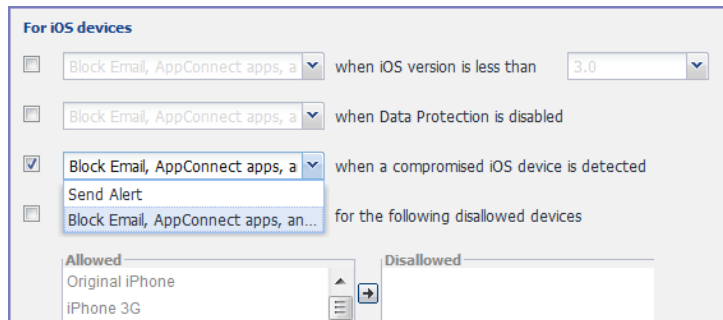 For iOS devices
Block Email, AppConnect apps, a when iOS version is less than 3.0
Block Email, AppConnect apps, a when Data Protection is disabled
Block Email, AppConnect apps, a when a compromised iOS device is detected
Send Alert
Block Email, AppConnect apps, an... for the following disallowed devices
Allowed Disallowed
Original iPhone
iPhone 3G